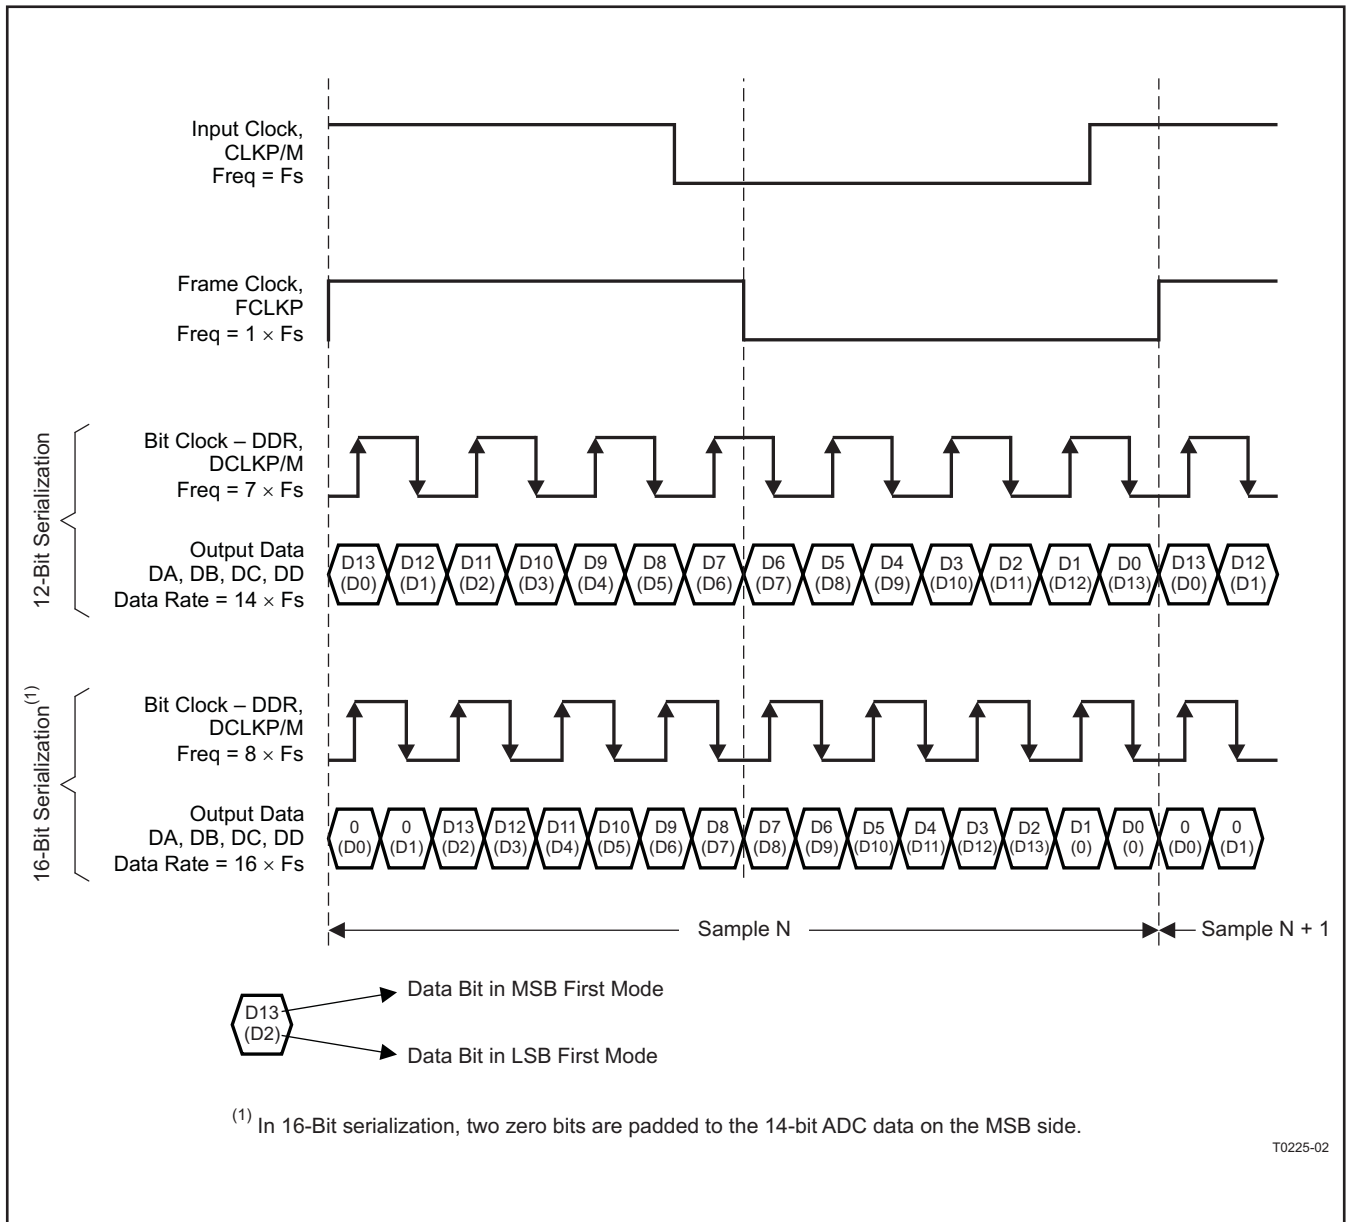 Input Clock,
CLKP/M
Freq = Fs
Frame Clock,
FCLKP
Freq = 1 × Fs
12-Bit Serialization
Bit Clock – DDR,
DCLKP/M
Freq = 7 × Fs
Output Data
DA, DB, DC, DD
Data Rate = 14 × Fs
D13 D12 D11 D10 D9 D8 D7 D6 D5 D4 D3 D2 D1 D0 D13 D12
(D0) (D1) (D2) (D3) (D4) (D5) (D6) (D7) (D8) (D9) (D10) (D11) (D12) (D13) (D0) (D1)
16-Bit Serialization(1)
Bit Clock – DDR,
DCLKP/M
Freq = 8 × Fs
Output Data
DA, DB, DC, DD
Data Rate = 16 × Fs
0 0 D13 D12 D11 D10 D9 D8 D7 D6 D5 D4 D3 D2 D1 D0 0 0
(D0) (D1) (D2) (D3) (D4) (D5) (D6) (D7) (D8) (D9) (D10) (D11) (D12) (D13) (0) (0) (D0) (D1)
Sample N
Sample N + 1
D13
(D2)
Data Bit in MSB First Mode
Data Bit in LSB First Mode
(1) In 16-Bit serialization, two zero bits are padded to the 14-bit ADC data on the MSB side.
T0225-02